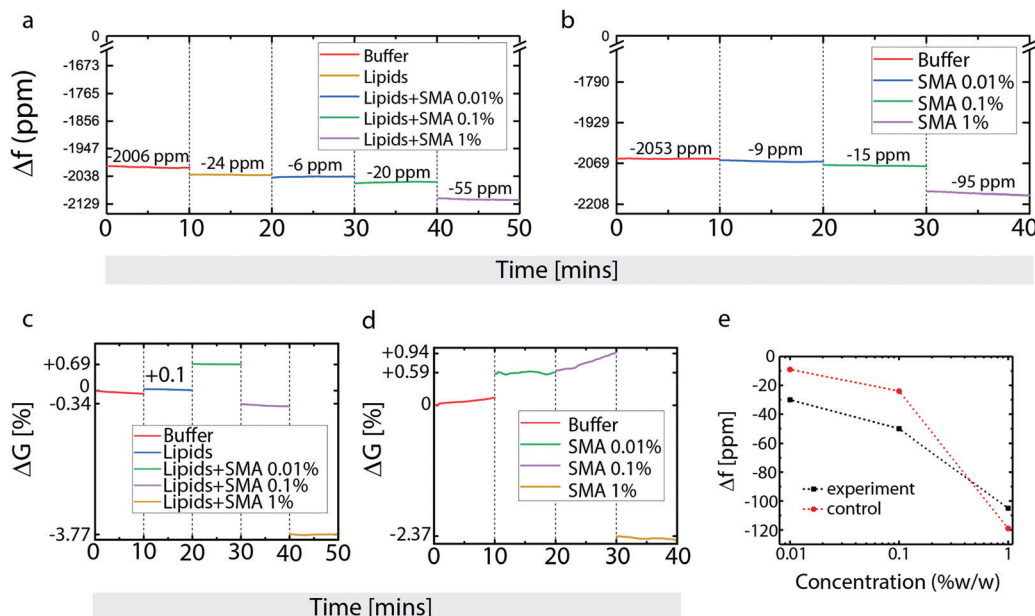 a
Δf (ppm)
0
-1673
-1765
-1856
-1947
-2038
-2129
Buffer
Lipids
Lipids+SMA 0.01%
Lipids+SMA 0.1%
Lipids+SMA 1%
-2006 ppm
-24 ppm
-6 ppm
-20 ppm
-55 ppm
0 10 20 30 40 50
b
0
-1790
-1929
-2069
-2208
Buffer
SMA 0.01%
SMA 0.1%
SMA 1%
-2053 ppm
-9 ppm
-15 ppm
-95 ppm
0 10 20 30 40
Time [mins]
c
ΔG [%]
+0.69
0
-0.34
-3.77
+0.1
Buffer
Lipids
Lipids+SMA 0.01%
Lipids+SMA 0.1%
Lipids+SMA 1%
0 10 20 30 40 50
d
ΔG [%]
+0.94
+0.59
0
-2.37
Buffer
SMA 0.01%
SMA 0.1%
SMA 1%
0 10 20 30 40
Time [mins]
e
Δf [ppm]
0
-20
-40
-60
-80
-100
-120
experiment
control
0.01 0.1 1
Concentration (%w/w)